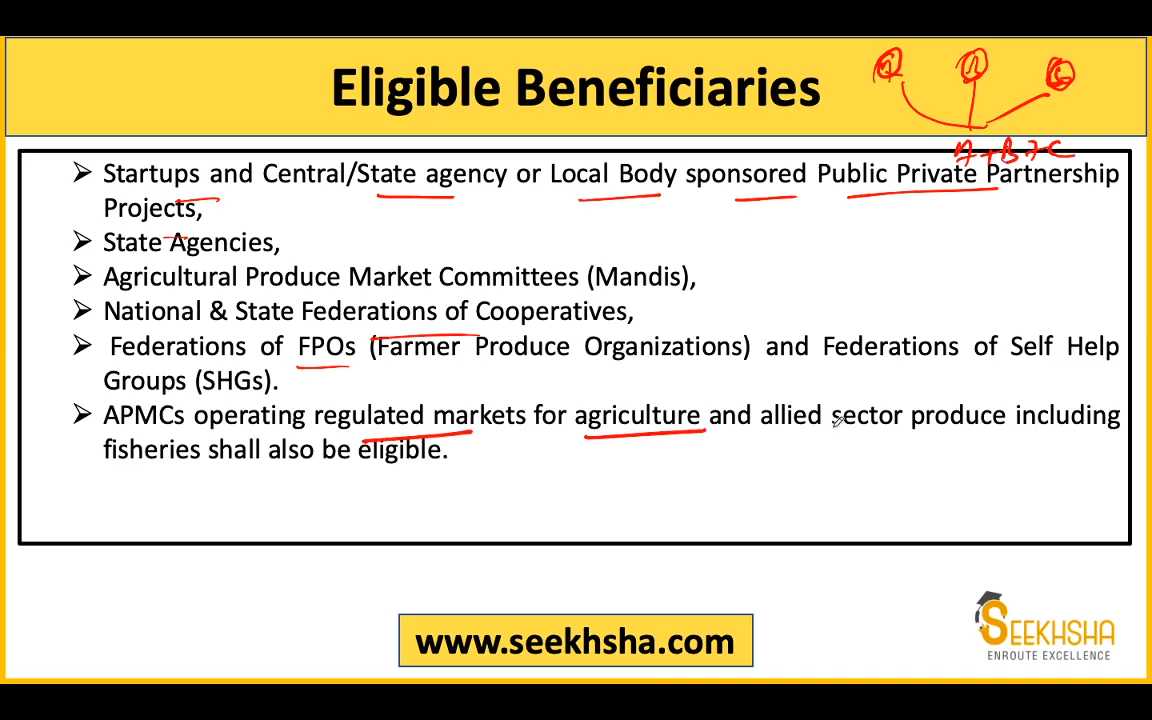 Eligible Beneficiaries
A + B + C
➢ Startups and Central/State agency or Local Body sponsored Public Private Partnership
Projects,
➢ State Agencies,
➢ Agricultural Produce Market Committees (Mandis),
➢ National & State Federations of Cooperatives,
➢ Federations of FPOs (Farmer Produce Organizations) and Federations of Self Help
Groups (SHGs).
➢ APMCs operating regulated markets for agriculture and allied sector produce including
fisheries shall also be eligible.
www.seekhsha.com
SEEKHSHA
ENROUTE EXCELLENCE